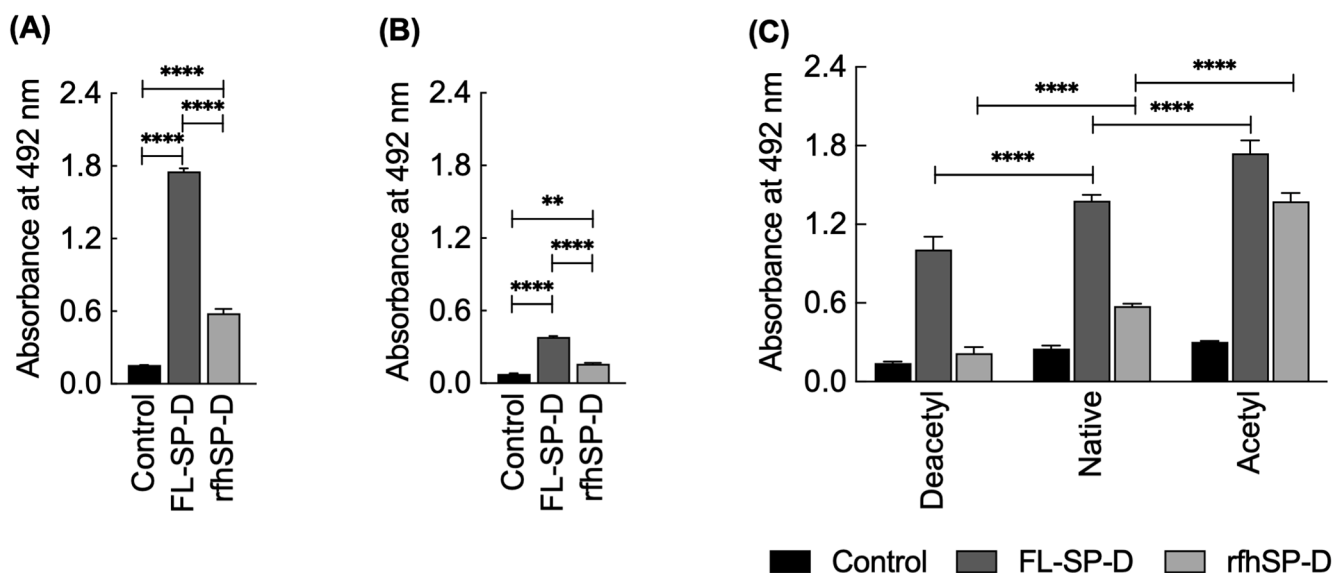 (A)
Absorbance at 492 nm
2.4
1.8
1.2
0.6
0.0
****
****
****
Control
FL-SP-D
rfhSP-D
(B)
Absorbance at 492 nm
2.4
1.8
1.2
0.6
0.0
**
****
****
Control
FL-SP-D
rfhSP-D
(C)
Absorbance at 492 nm
2.4
1.8
1.2
0.6
0.0
****
****
****
****
Deacetyl
Native
Acetyl
Control FL-SP-D rfhSP-D